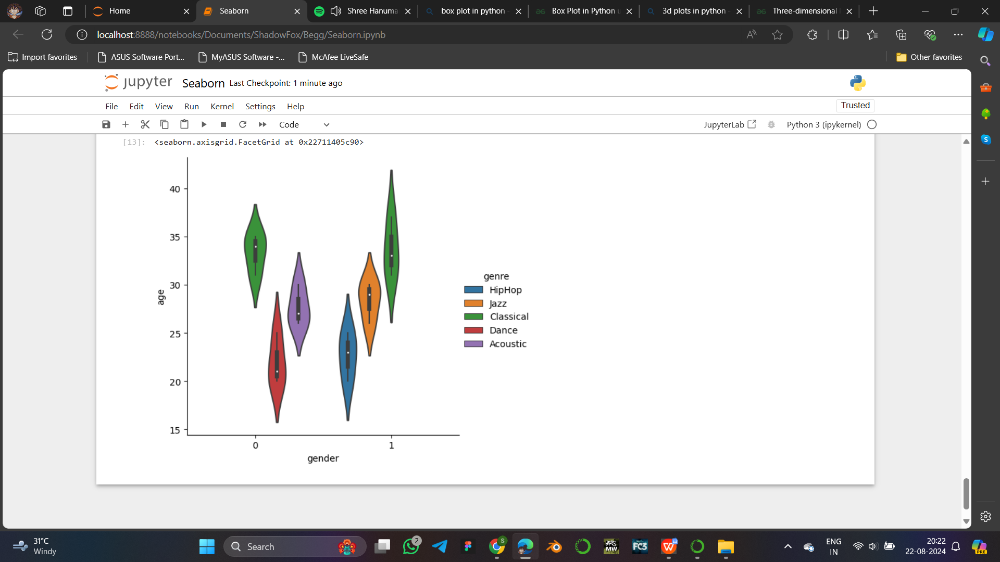 Home
Seaborn
Shree Hanuma
box plot in python
Box Plot in Python u
3d plots in python
Three-dimensional
localhost:8888/notebooks/Documents/ShadowFox/Begg/Seaborn.ipynb
Import favorites
ASUS Software Port...
MyASUS Software -...
McAfee LiveSafe
Other favorites
jupyter Seaborn Last Checkpoint: 1 minute ago
File Edit View Run Kernel Settings Help
Trusted
Code
JupyterLab
Python 3 (ipykernel)
[13]: <seaborn.axisgrid.FacetGrid at 0x22711405c90>
40
35
30
25
20
15
age
0
1
gender
genre
HipHop
Jazz
Classical
Dance
Acoustic
31°C
Windy
Search
2
S
MW
FC3
W
ENG
IN
20:22
22-08-2024
PRE